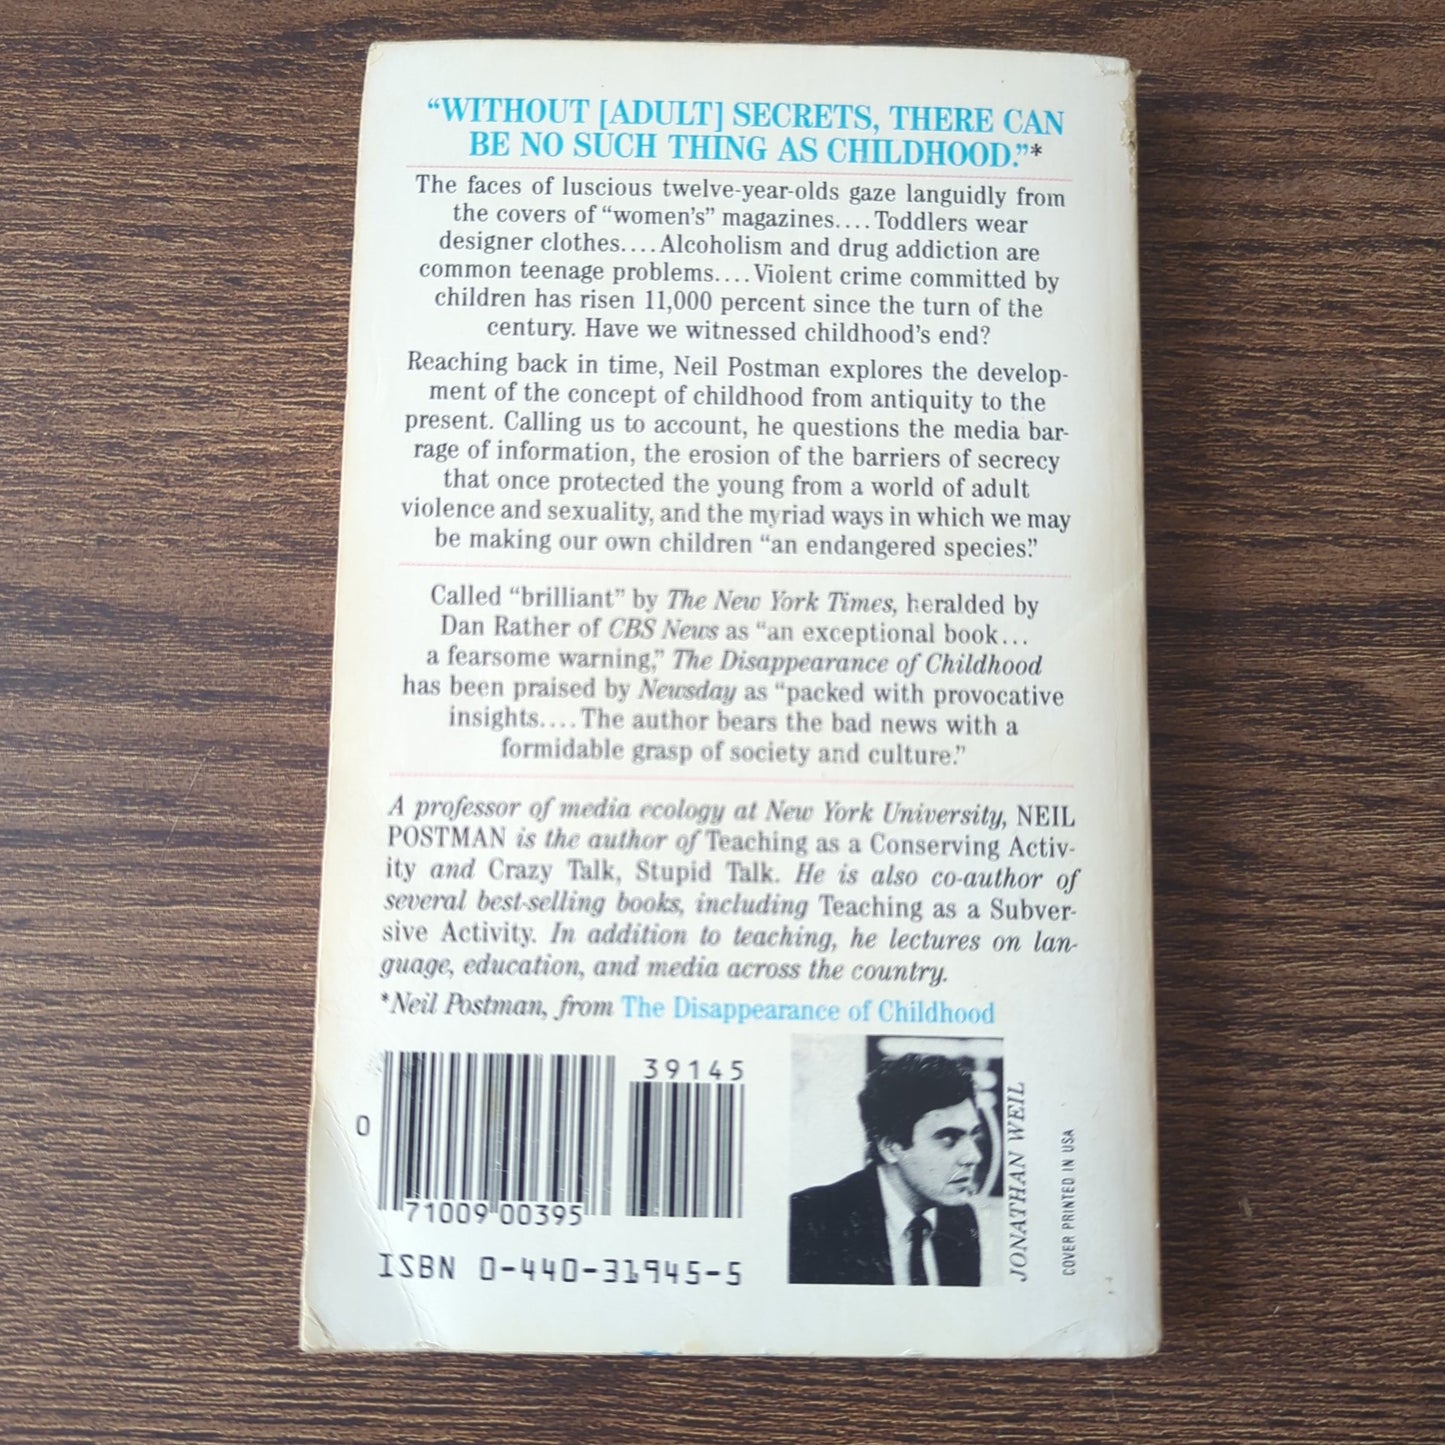 “WITHOUT [ADULT] SECRETS, THERE CAN
BE NO SUCH THING AS CHILDHOOD.”*
The faces of luscious twelve-year-olds gaze languidly from
the covers of “women’s” magazines.... Toddlers wear
designer clothes.... Alcoholism and drug addiction are
common teenage problems.... Violent crime committed by
children has risen 11,000 percent since the turn of the
century. Have we witnessed childhood’s end?
Reaching back in time, Neil Postman explores the develop-
ment of the concept of childhood from antiquity to the
present. Calling us to account, he questions the media bar-
rage of information, the erosion of the barriers of secrecy
that once protected the young from a world of adult
violence and sexuality, and the myriad ways in which we may
be making our own children “an endangered species.”
Called “brilliant” by The New York Times, heralded by
Dan Rather of CBS News as “an exceptional book...
a fearsome warning,” The Disappearance of Childhood
has been praised by Newsday as “packed with provocative
insights.... The author bears the bad news with a
formidable grasp of society and culture.”
A professor of media ecology at New York University, NEIL
POSTMAN is the author of Teaching as a Conserving Activ-
ity and Crazy Talk, Stupid Talk. He is also co-author of
several best-selling books, including Teaching as a Subver-
sive Activity. In addition to teaching, he lectures on lan-
guage, education, and media across the country.
*Neil Postman, from The Disappearance of Childhood
39145
0
71009 00395
ISBN 0-440-31945-5
JONATHAN WEIL
COVER PRINTED IN USA